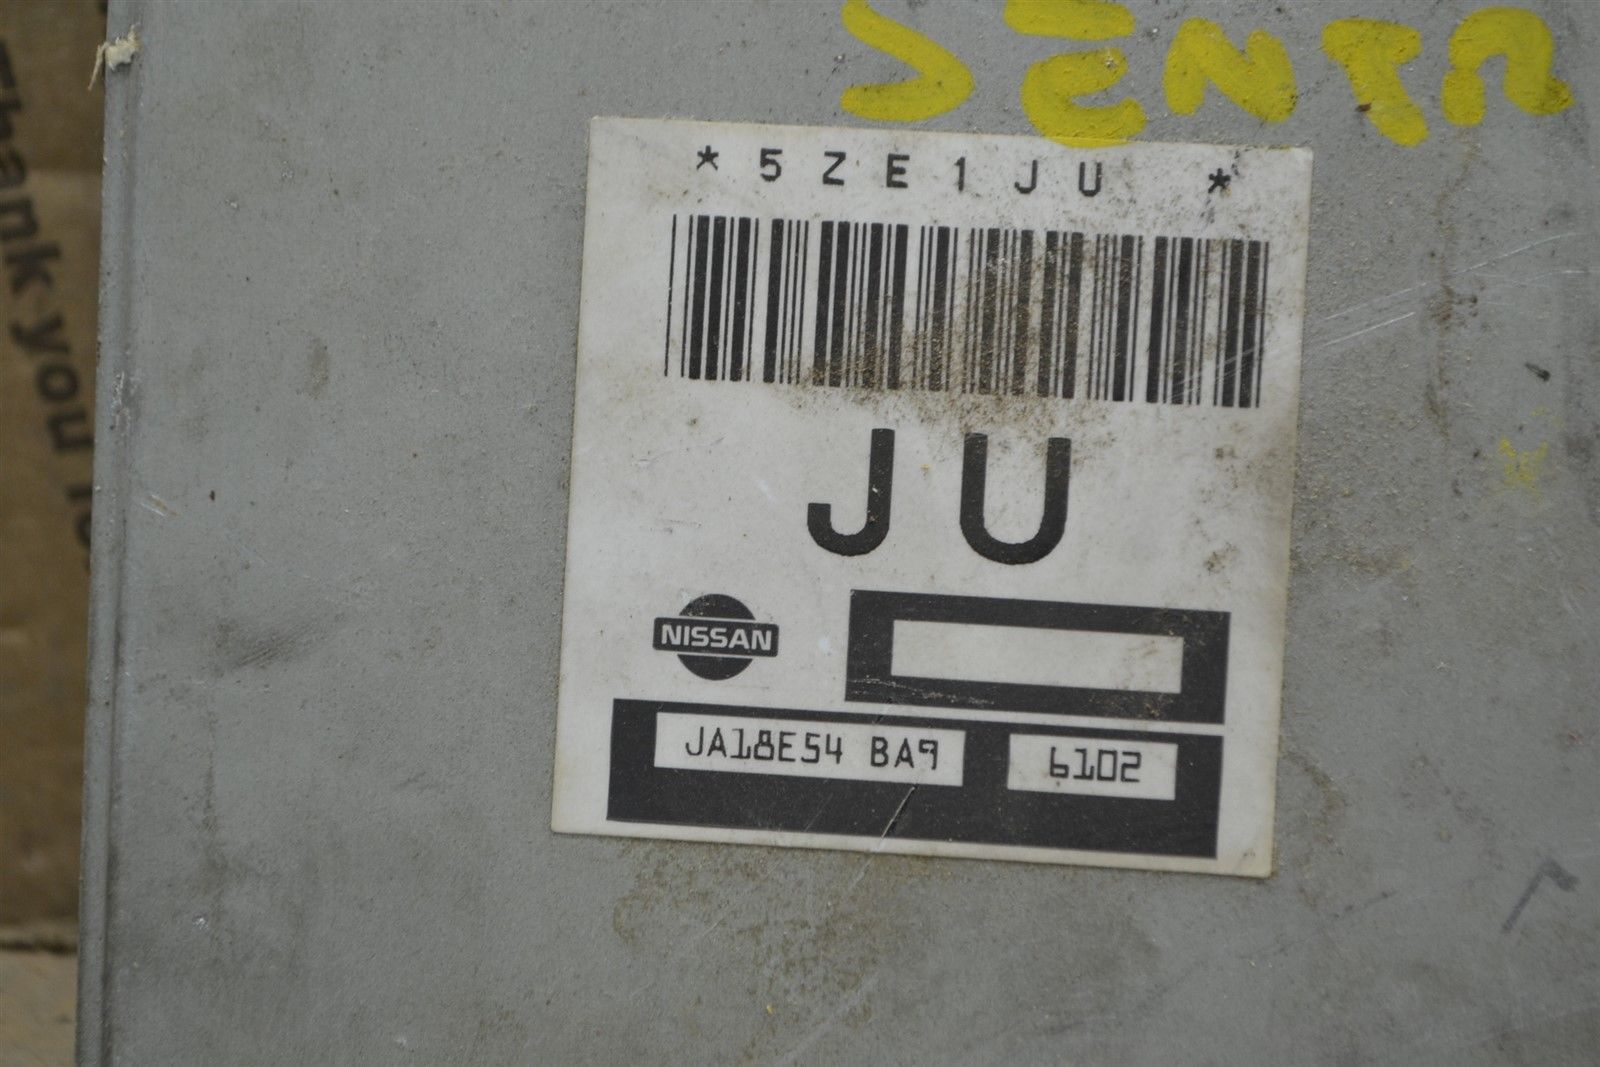 SENTR
* 5ZE1JU *
JU
NISSAN
JA18E54 BA9 6102
Thank you